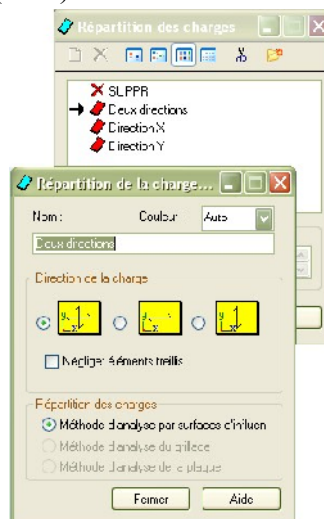 Répartition des charges
SUPPR
Deux directions
Direction X
Direction Y
Répartition de la charge...
Nom :
Couleur
Auto
Deux directions
Direction de la charge
y
x
y
x
y
x
Négliger éléments treillis
Répartition des charges
Méthode d'analyse par surfaces d'influen
Méthode d'analyse du grillage
Méthode d'analyse de la plaque
Fermer
Aide